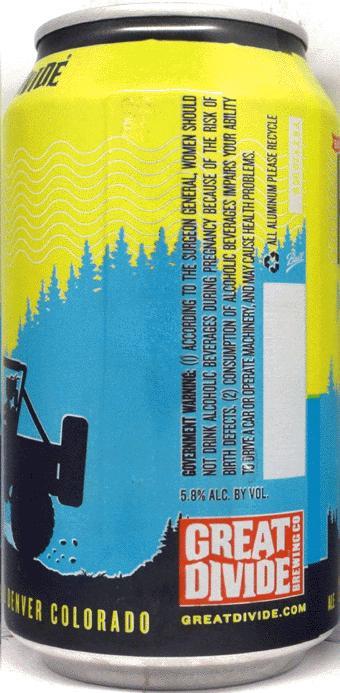 DIVIDE
GOVERNMENT WARNING: (1) ACCORDING TO THE SURGEON GENERAL, WOMEN SHOULD
NOT DRINK ALCOHOLIC BEVERAGES DURING PREGNANCY BECAUSE OF THE RISK OF
BIRTH DEFECTS. (2) CONSUMPTION OF ALCOHOLIC BEVERAGES IMPAIRS YOUR ABILITY
TO DRIVE A CAR OR OPERATE MACHINERY, AND MAY CAUSE HEALTH PROBLEMS.
ALL ALUMINUM PLEASE RECYCLE
Ball
5.8% ALC. BY VOL.
GREAT
DIVIDE
BREWING CO
GREATDIVIDE.COM
DENVER COLORADO